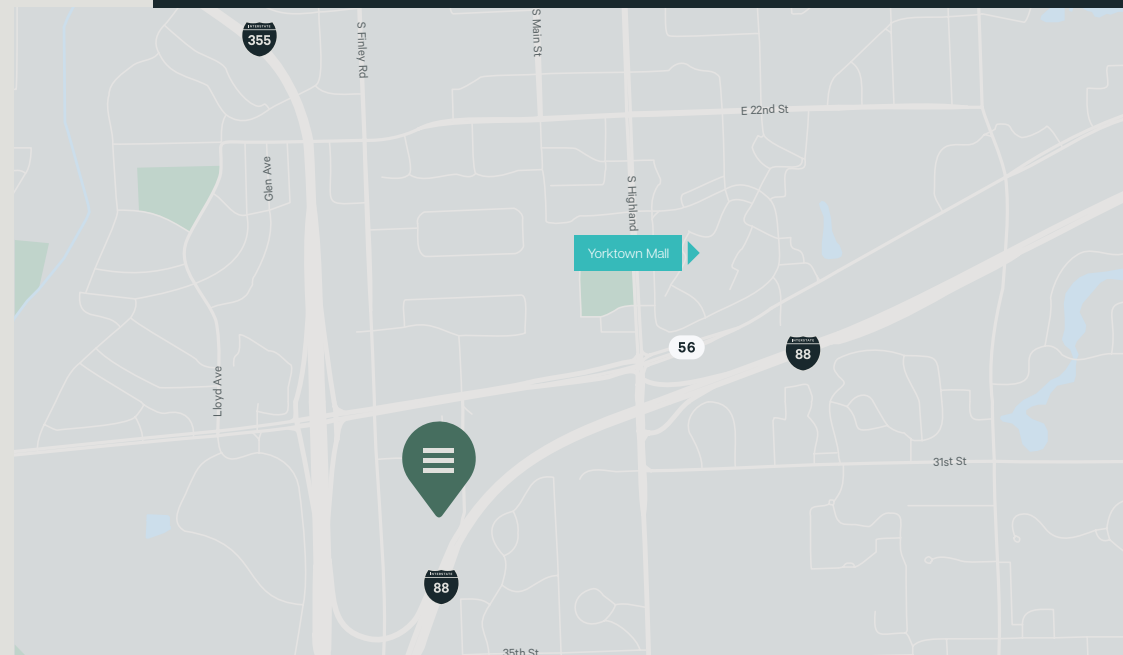 INTERSTATE
355
S Finley Rd
S Main St
E 22nd St
Glen Ave
S Highland
Yorktown Mall
56
INTERSTATE
88
Lloyd Ave
31st St
INTERSTATE
88
35th St